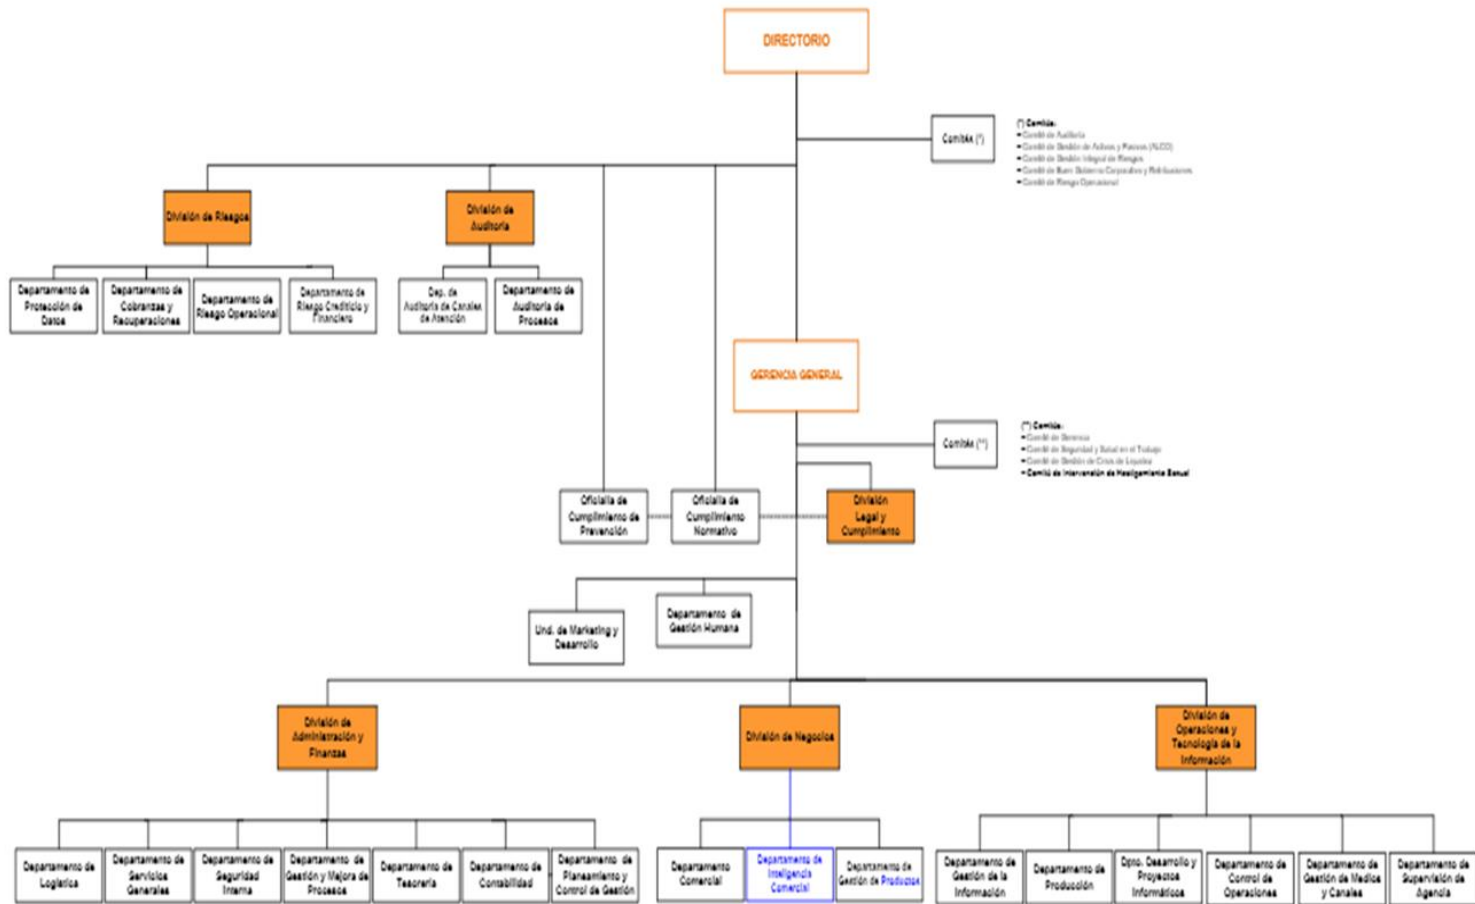 DIRECTORIO
Comités (*)
(*) Comités:
Comité de Auditoría
Comité de Gestión de Activos y Pasivos (ALCO)
Comité de Gestión Integral de Riesgos
Comité de Buen Gobierno Corporativo y Retribuciones
Comité de Riesgo Operacional
División de Riesgos
División de
Auditoría
Departamento de
Protección de
Datos
Departamento de
Cobranzas y
Recuperaciones
Departamento de
Riesgo Operacional
Departamento de
Riesgo Crediticio y
Financiero
Dep. de
Auditoría de Canales
de Atención
Departamento de
Auditoría de
Procesos
GERENCIA GENERAL
Comités (**)
(**) Comités:
Comité de Gerencia
Comité de Seguridad y Salud en el Trabajo
Comité de Gestión de Crisis de Liquidez
Comité de Intervención de Hostigamiento Sexual
Oficialía de
Cumplimiento de
Prevención
Oficialía de
Cumplimiento
Normativo
División
Legal y
Cumplimiento
Und. de Marketing y
Desarrollo
Departamento de
Gestión Humana
División de
Administración y
Finanzas
División de Negocios
División de
Operaciones y
Tecnología de la
Información
Departamento de
Logística
Departamento de
Servicios
Generales
Departamento de
Seguridad
Interna
Departamento de
Gestión y Mejora de
Procesos
Departamento de
Tesorería
Departamento de
Contabilidad
Departamento de
Planeamiento y
Control de Gestión
Departamento
Comercial
Departamento de
Inteligencia
Comercial
Departamento de
Gestión de Productos
Departamento de
Gestión de la
Información
Departamento de
Producción
Dpto. Desarrollo y
Proyectos
Informáticos
Departamento de
Control de
Operaciones
Departamento de
Gestión de Medios
y Canales
Departamento de
Supervisión de
Agencia